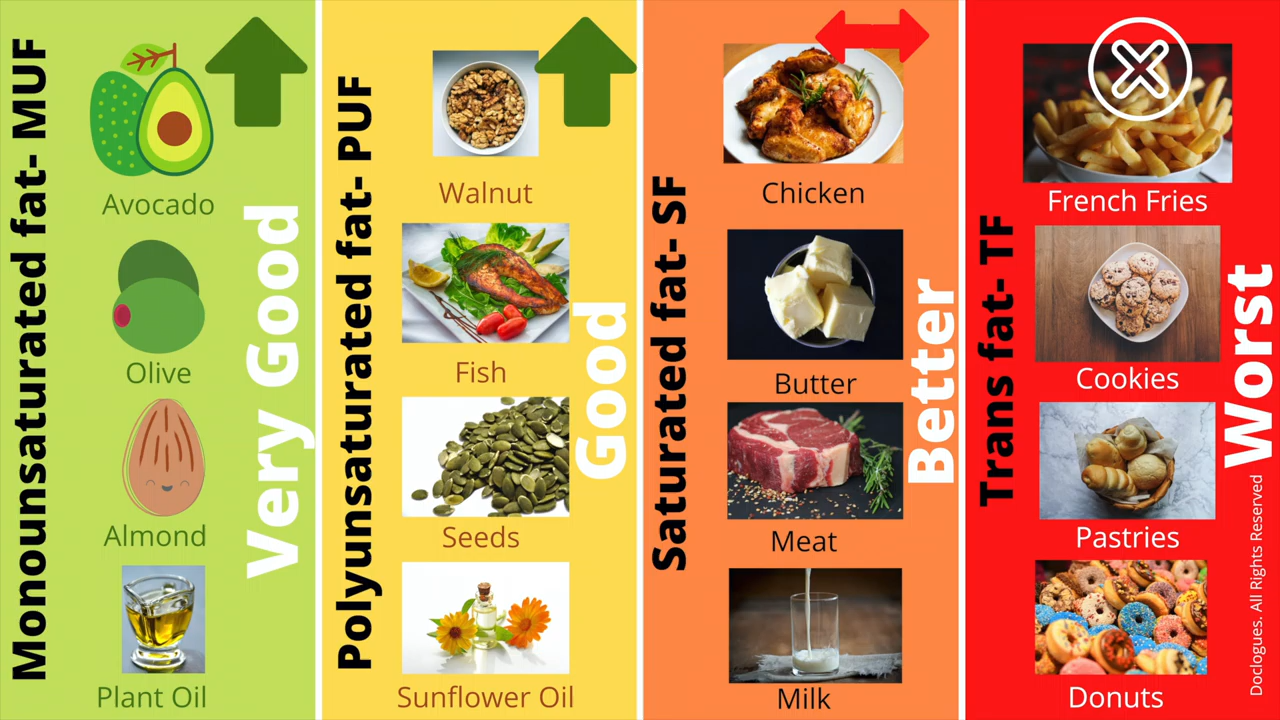 Monounsaturated fat- MUF
Avocado
Olive
Almond
Plant Oil
Very Good
Polyunsaturated fat- PUF
Walnut
Fish
Seeds
Sunflower Oil
Good
Saturated fat- SF
Chicken
Butter
Meat
Milk
Better
Trans fat- TF
French Fries
Cookies
Pastries
Donuts
Worst
Doclogues. All Rights Reserved